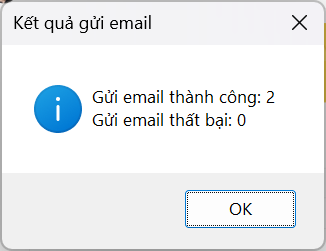 Kết quả gửi email
Gửi email thành công: 2
Gửi email thất bại: 0
OK